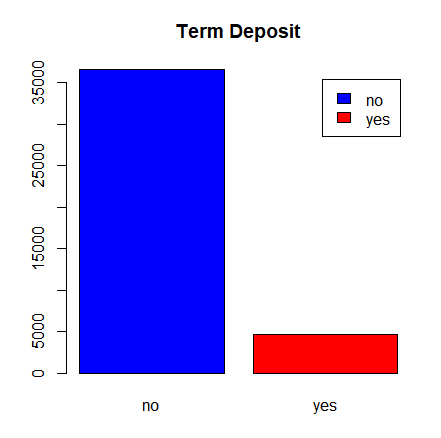 Term Deposit
35000
25000
15000
5000
0
no
yes
no
yes